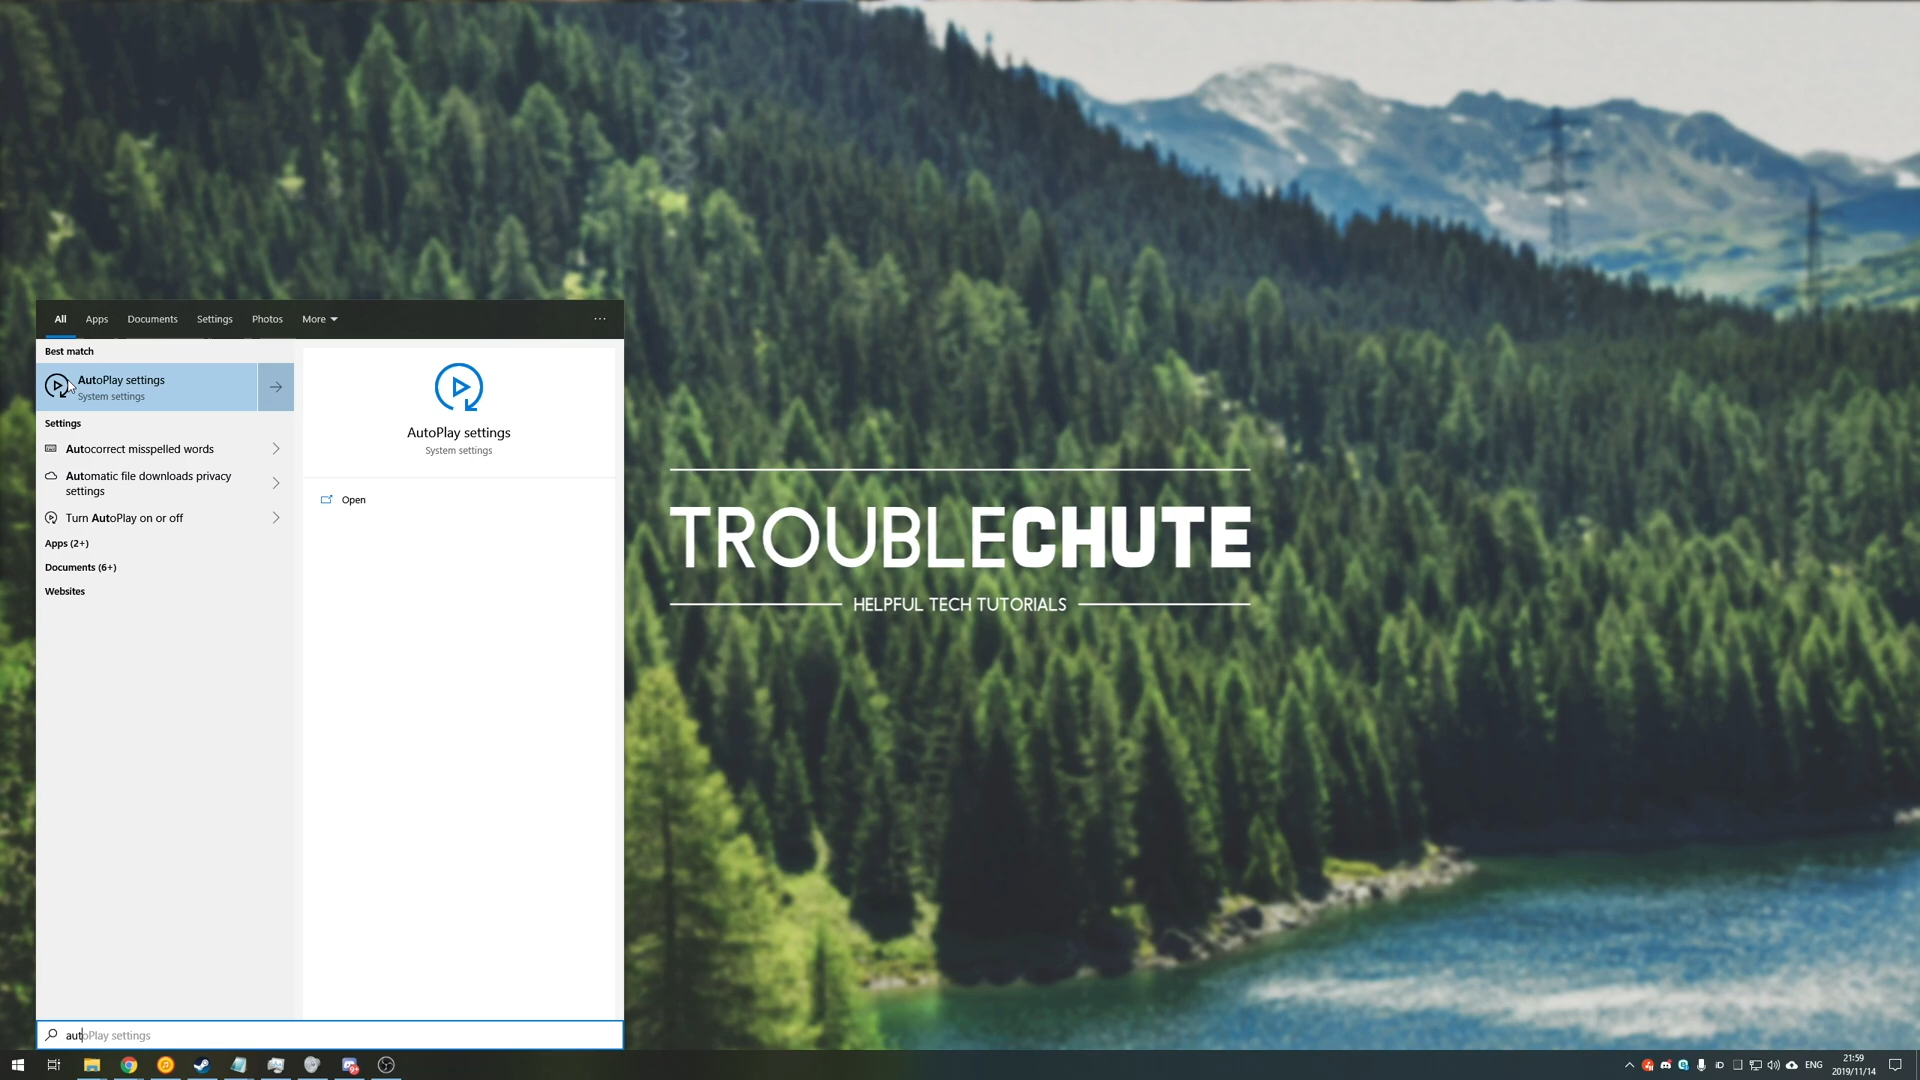 All Apps Documents Settings Photos More ...
Best match
AutoPlay settings
System settings
Settings
Autocorrect misspelled words
Automatic file downloads privacy
settings
Turn AutoPlay on or off
Apps (2+)
Documents (6+)
Websites
AutoPlay settings
System settings
Open
autoPlay settings
TROUBLECHUTE
HELPFUL TECH TUTORIALS
ENG
21:59
2019/11/14